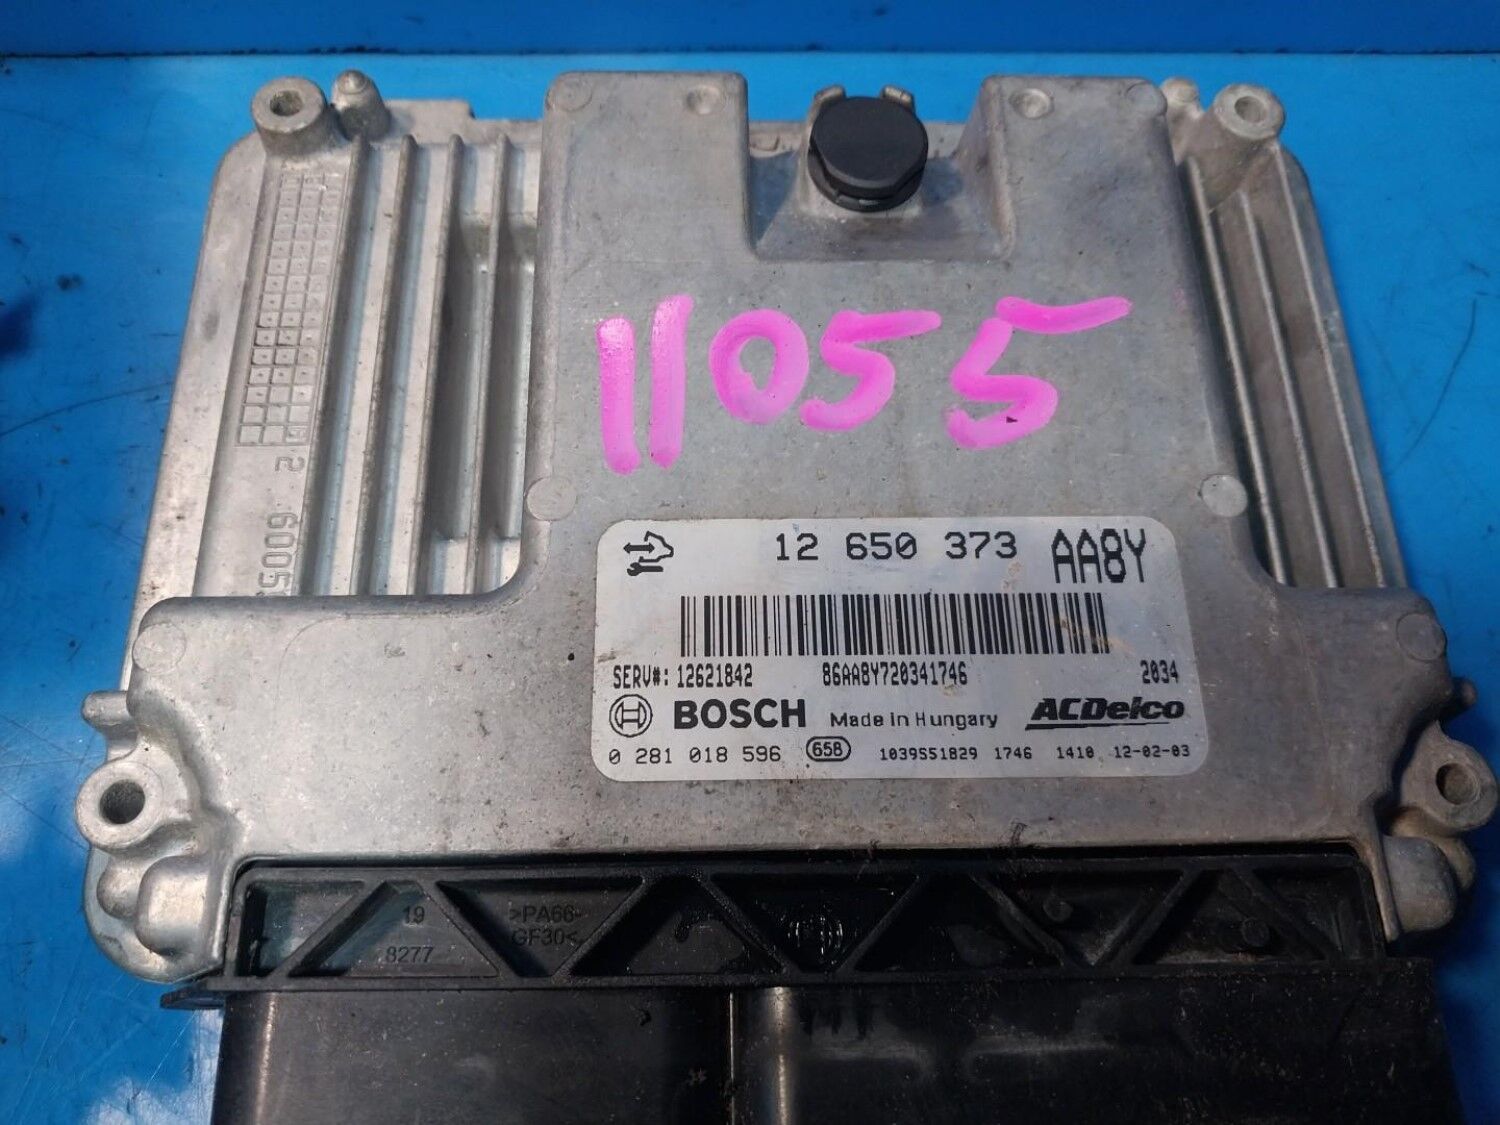 11055
12 650 373 AA8Y
SERV#: 12621842 86AA8Y720341746 2034
BOSCH Made in Hungary ACDelco
0 281 018 596 658 1039S51829 1746 1410 12-02-03
19
8277
>PA66-
GF30<